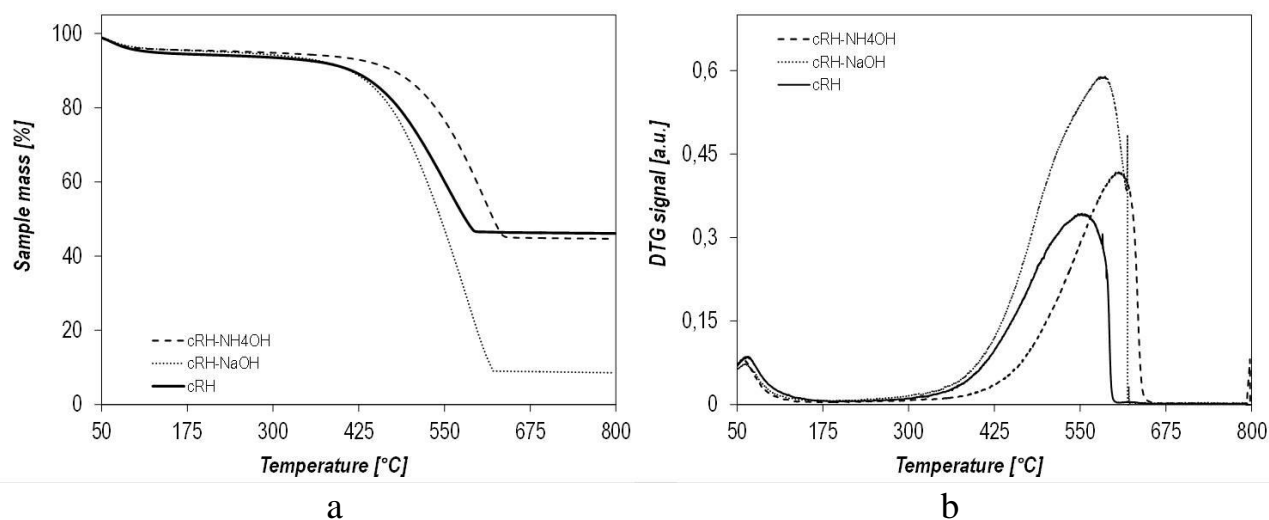 100
80
60
40
20
0
Sample mass [%]
cRH-NH4OH
cRH-NaOH
cRH
50 175 300 425 550 675 800
Temperature [°C]
a
0,6
0,45
0,3
0,15
0
DTG signal [a.u.]
cRH-NH4OH
cRH-NaOH
cRH
50 175 300 425 550 675 800
Temperature [°C]
b